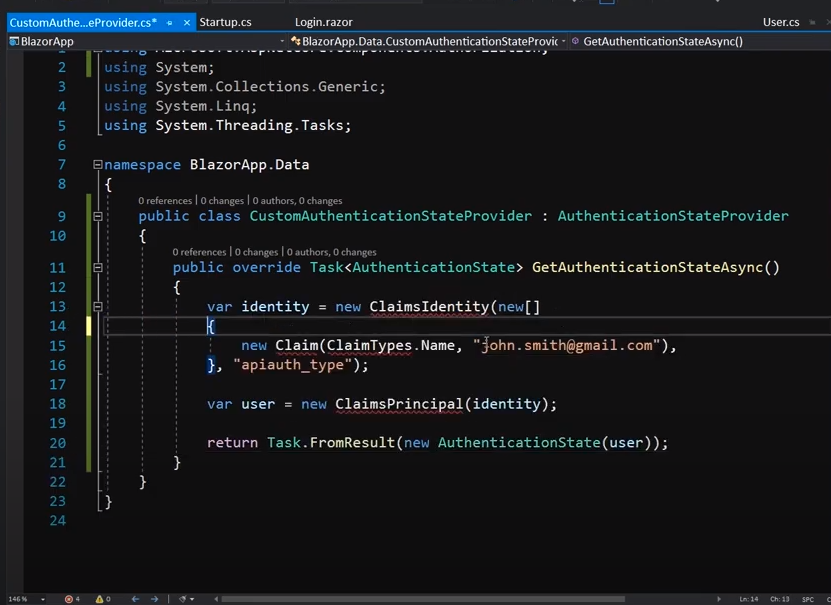 CustomAuthe...eProvider.cs*
Startup.cs
Login.razor
User.cs
BlazorApp
BlazorApp.Data.CustomAuthenticationStateProvic
GetAuthenticationStateAsync()
2 using System;
3 using System.Collections.Generic;
4 using System.Linq;
5 using System.Threading.Tasks;
6
7 namespace BlazorApp.Data
8 {
0 references | 0 changes | 0 authors, 0 changes
9 public class CustomAuthenticationStateProvider : AuthenticationStateProvider
10 {
0 references | 0 changes | 0 authors, 0 changes
11 public override Task<AuthenticationState> GetAuthenticationStateAsync()
12 {
13 var identity = new ClaimsIdentity(new[]
14 {
15 new Claim(ClaimTypes.Name, "john.smith@gmail.com"),
16 }, "apiauth_type");
17
18 var user = new ClaimsPrincipal(identity);
19
20 return Task.FromResult(new AuthenticationState(user));
21 }
22 }
23 }
24
146 % 4 0 Ln: 14 Ch: 13 SPC